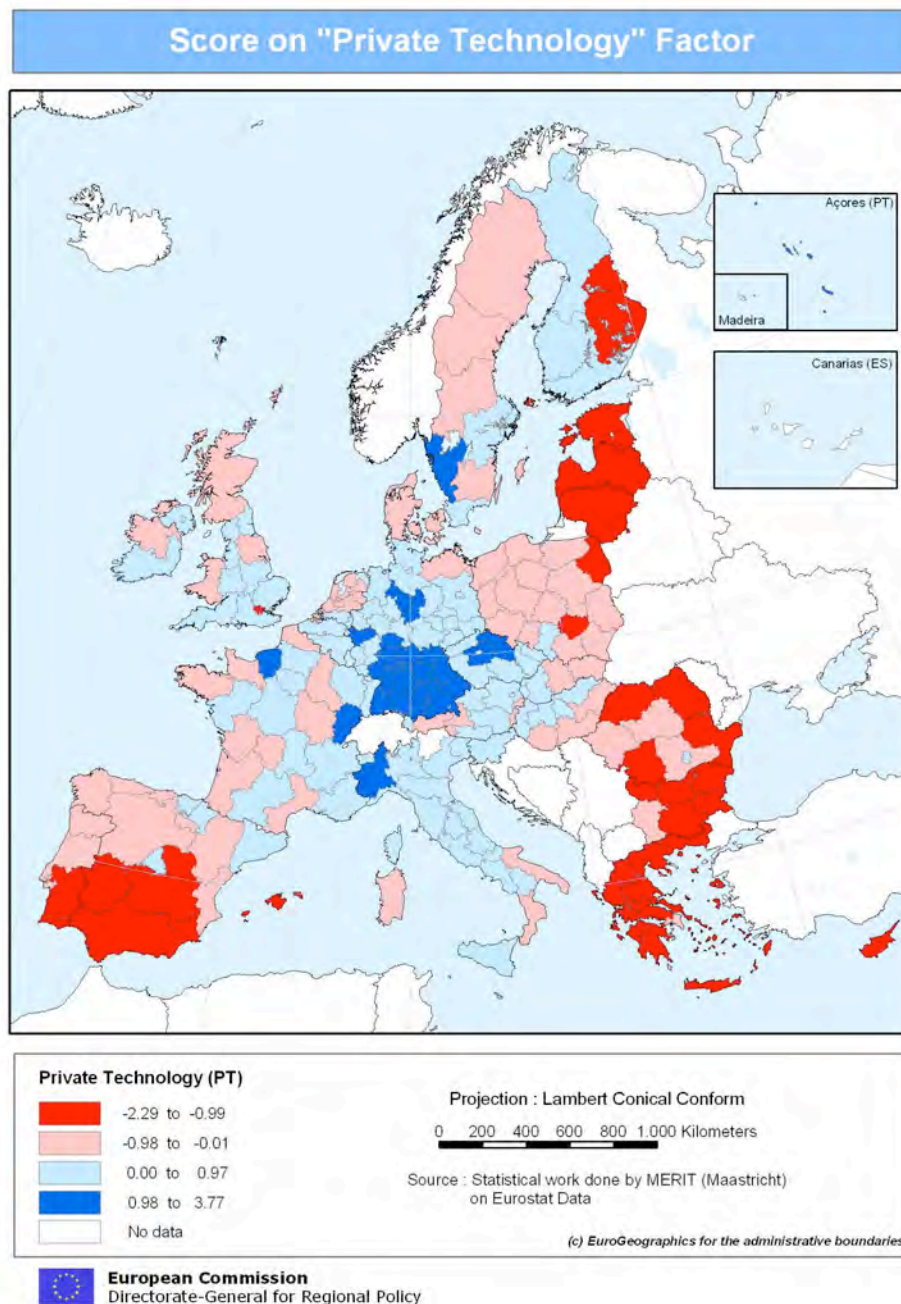 Score on "Private Technology" Factor
Açores (PT)
Madeira
Canarias (ES)
Private Technology (PT)
-2.29 to -0.99
-0.98 to -0.01
0.00 to 0.97
0.98 to 3.77
No data
Projection : Lambert Conical Conform
0 200 400 600 800 1.000 Kilometers
Source : Statistical work done by MERIT (Maastricht)
on Eurostat Data
(c) EuroGeographics for the administrative boundaries
European Commission
Directorate-General for Regional Policy